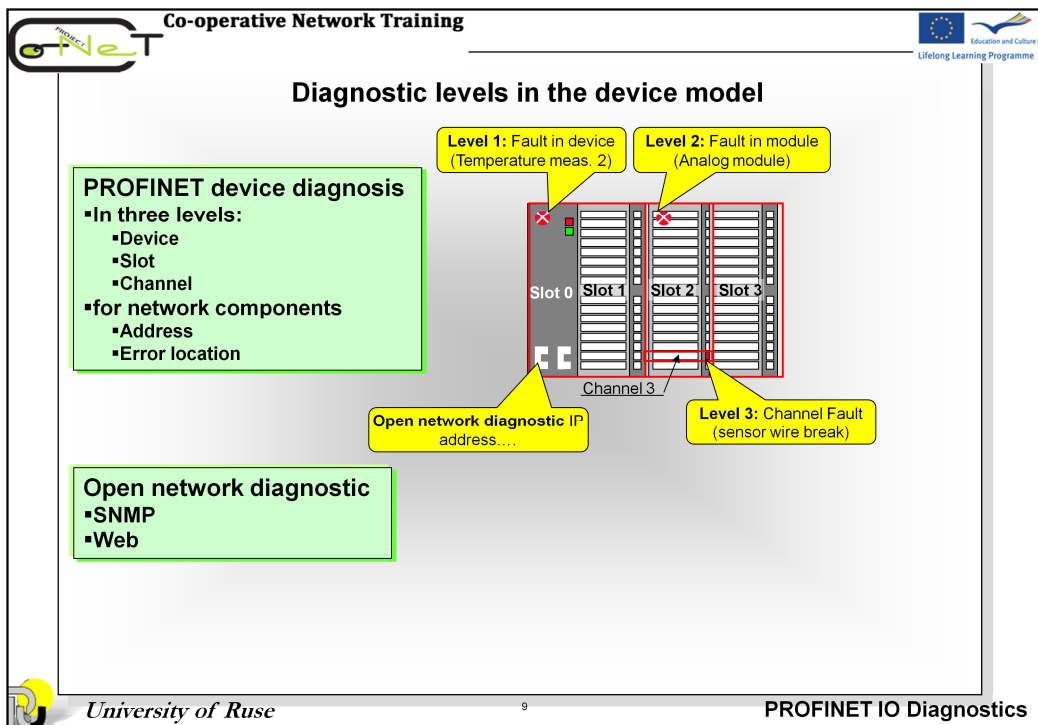 Co-operative Network Training
PROJECT
Co-NeT
Education and Culture
Lifelong Learning Programme
Diagnostic levels in the device model
Level 1: Fault in device
(Temperature meas. 2)
Level 2: Fault in module
(Analog module)
PROFINET device diagnosis
▪In three levels:
▪Device
▪Slot
▪Channel
▪for network components
▪Address
▪Error location
Slot 0
Slot 1
Slot 2
Slot 3
Channel 3
Open network diagnostic IP
address....
Level 3: Channel Fault
(sensor wire break)
Open network diagnostic
▪SNMP
▪Web
University of Ruse
9
PROFINET IO Diagnostics